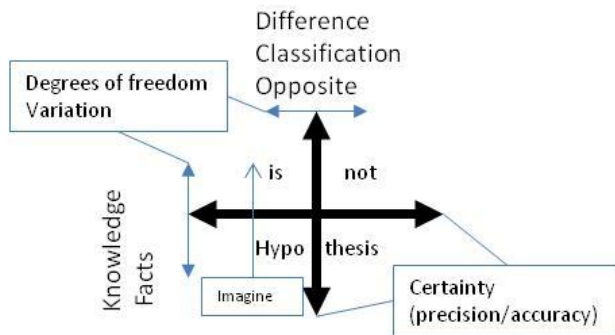 Difference
Classification
Opposite
Degrees of freedom
Variation
is not
Knowledge
Facts
Hypo thesis
Imagine
Certainty
(precision/accuracy)